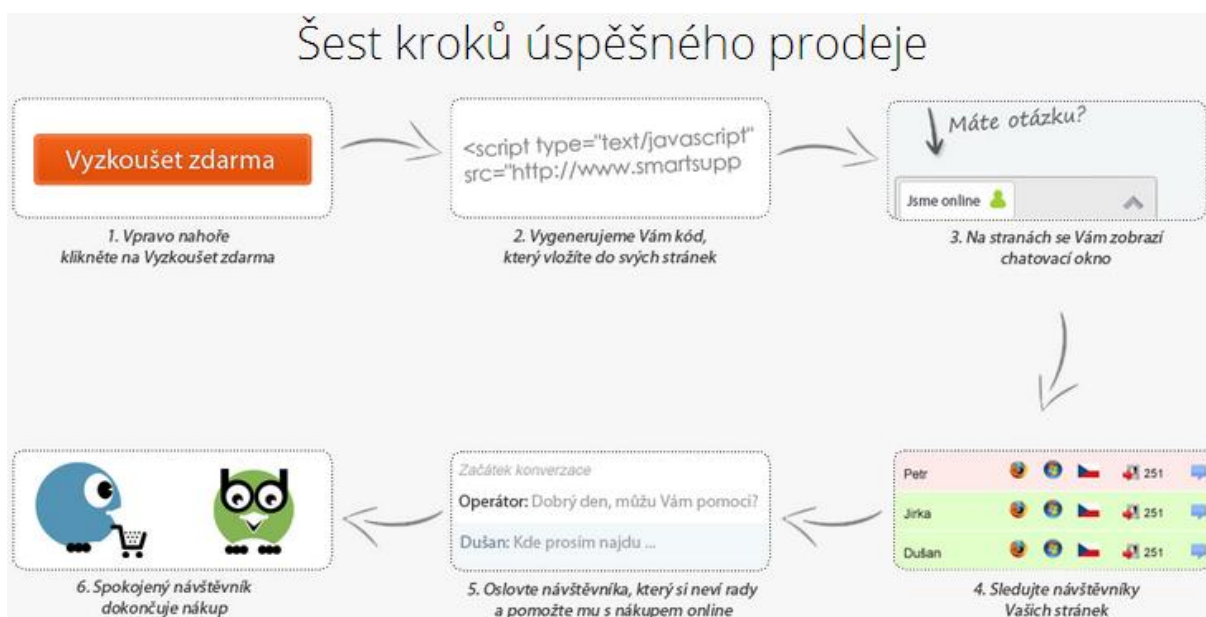 Šest kroků úspěšného prodeje
Vyzkoušet zdarma
1. Vpravo nahoře
klikněte na Vyzkoušet zdarma
<script type="text/javascript"
src="http://www.smartsupp
2. Vygenerujeme Vám kód,
který vložíte do svých stránek
Máte otázku?
Jsme online
3. Na stranách se Vám zobrazí
chatovací okno
Petr 251
Jirka 251
Dušan 251
4. Sledujte návštěvníky
Vašich stránek
Začátek konverzace
Operátor: Dobrý den, můžu Vám pomoci?
Dušan: Kde prosím najdu ...
5. Oslovte návštěvníka, který si neví rady
a pomožte mu s nákupem online
6. Spokojený návštěvník
dokončuje nákup